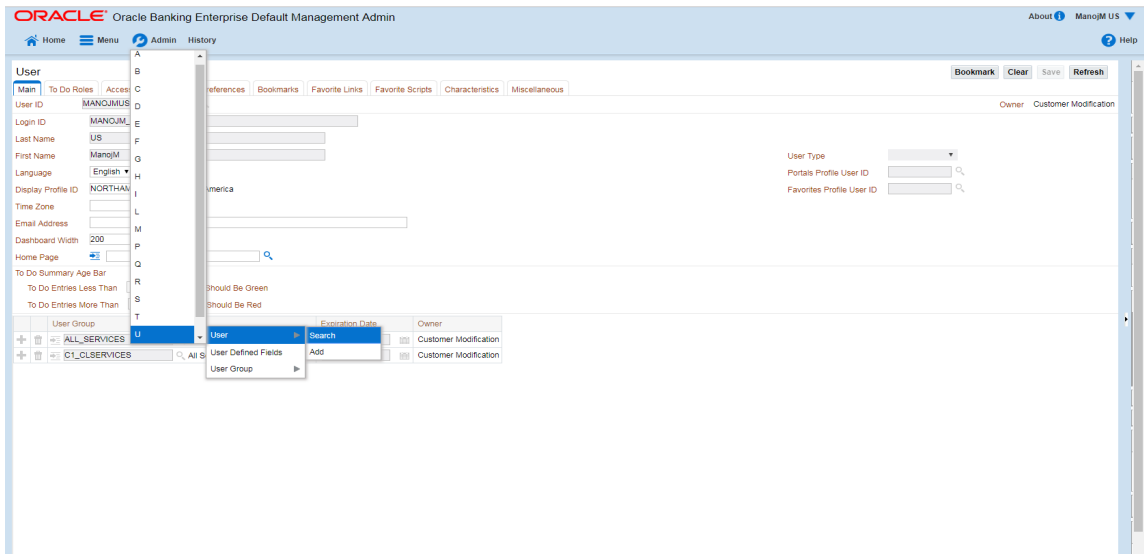 ORACLE® Oracle Banking Enterprise Default Management Admin About ManojM US
Home Menu Admin History Help
User Bookmark Clear Save Refresh
Main To Do Roles Acces references Bookmarks Favorite Links Favorite Scripts Characteristics Miscellaneous
User ID MANOJMUS Owner Customer Modification
Login ID MANOJM_
Last Name US
First Name ManojM User Type
Language English Portals Profile User ID
Display Profile ID NORTHAM merica Favorites Profile User ID
Time Zone
Email Address
Dashboard Width 200
Home Page
To Do Summary Age Bar
To Do Entries Less Than Should Be Green
To Do Entries More Than Should Be Red
User Group Expiration Date Owner
ALL_SERVICES Customer Modification
C1_CLSERVICES All S Customer Modification
A
B
C
D
E
F
G
H
I
L
M
P
Q
R
S
T
U
User
User Defined Fields
User Group
Search
Add